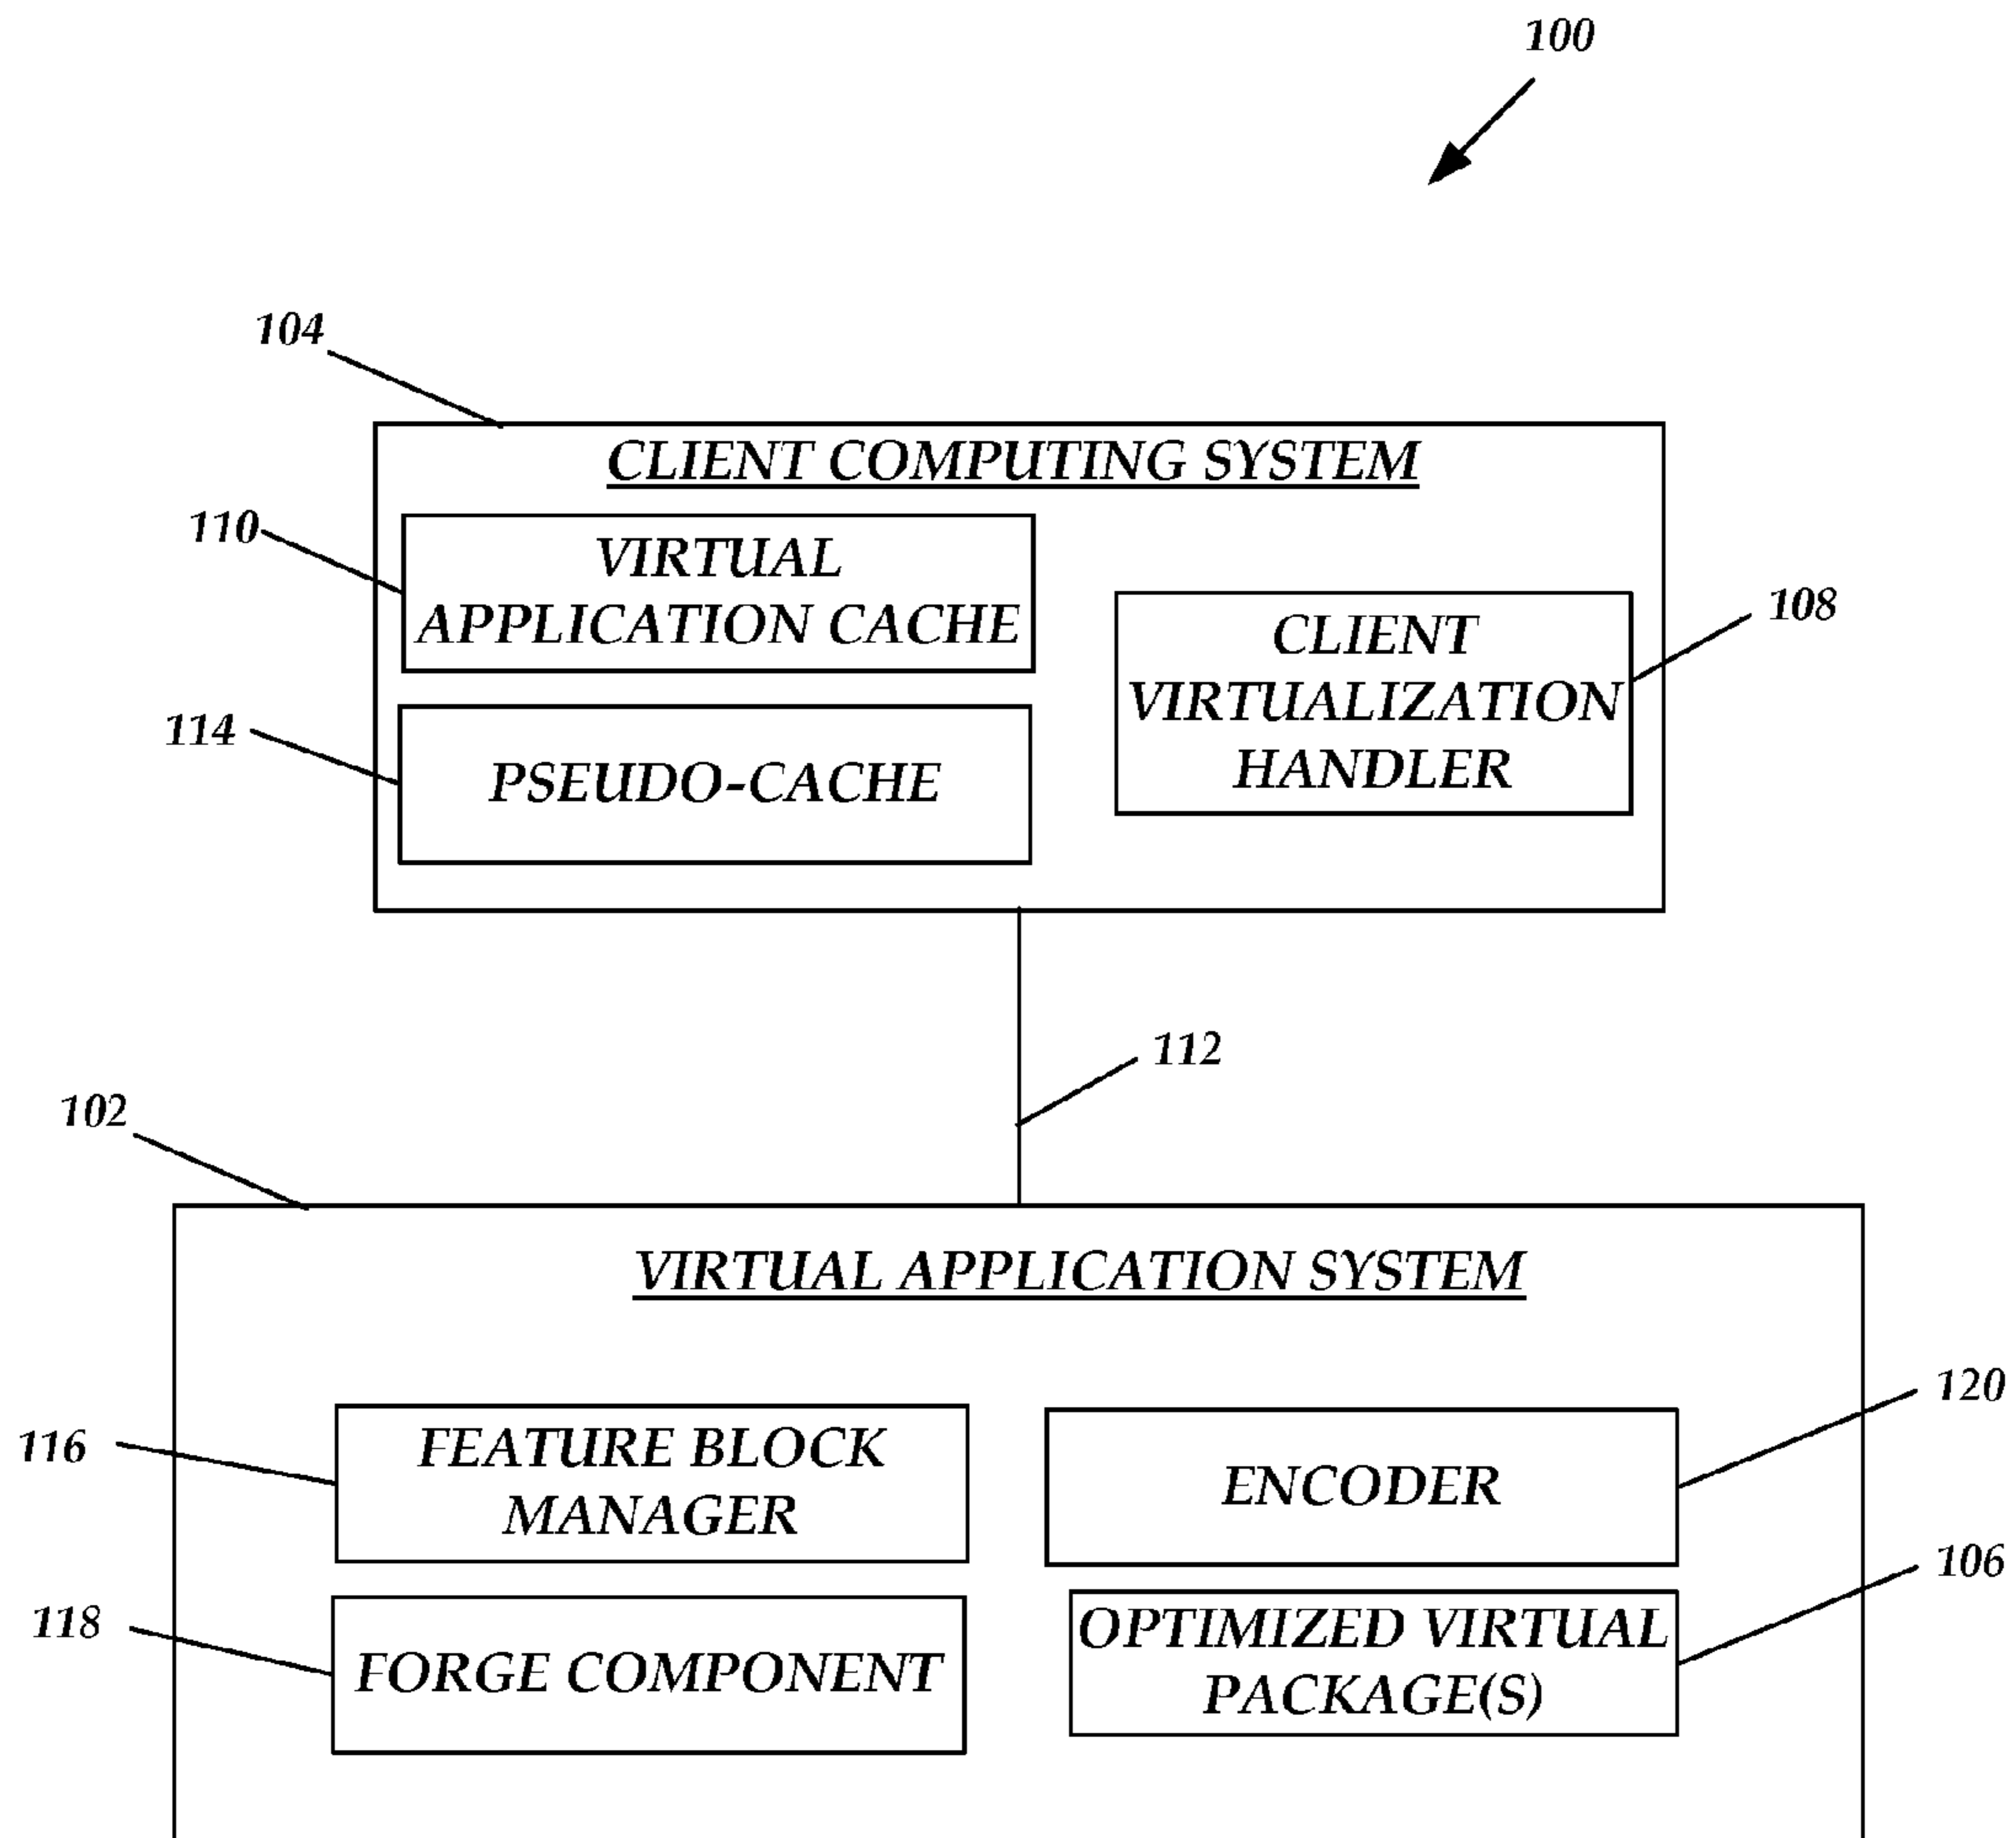 100
104
CLIENT COMPUTING SYSTEM
110
VIRTUAL
APPLICATION CACHE
108
CLIENT
VIRTUALIZATION
HANDLER
114
PSEUDO-CACHE
112
102
VIRTUAL APPLICATION SYSTEM
120
116
FEATURE BLOCK
MANAGER
ENCODER
106
118
FORGE COMPONENT
OPTIMIZED VIRTUAL
PACKAGE(S)